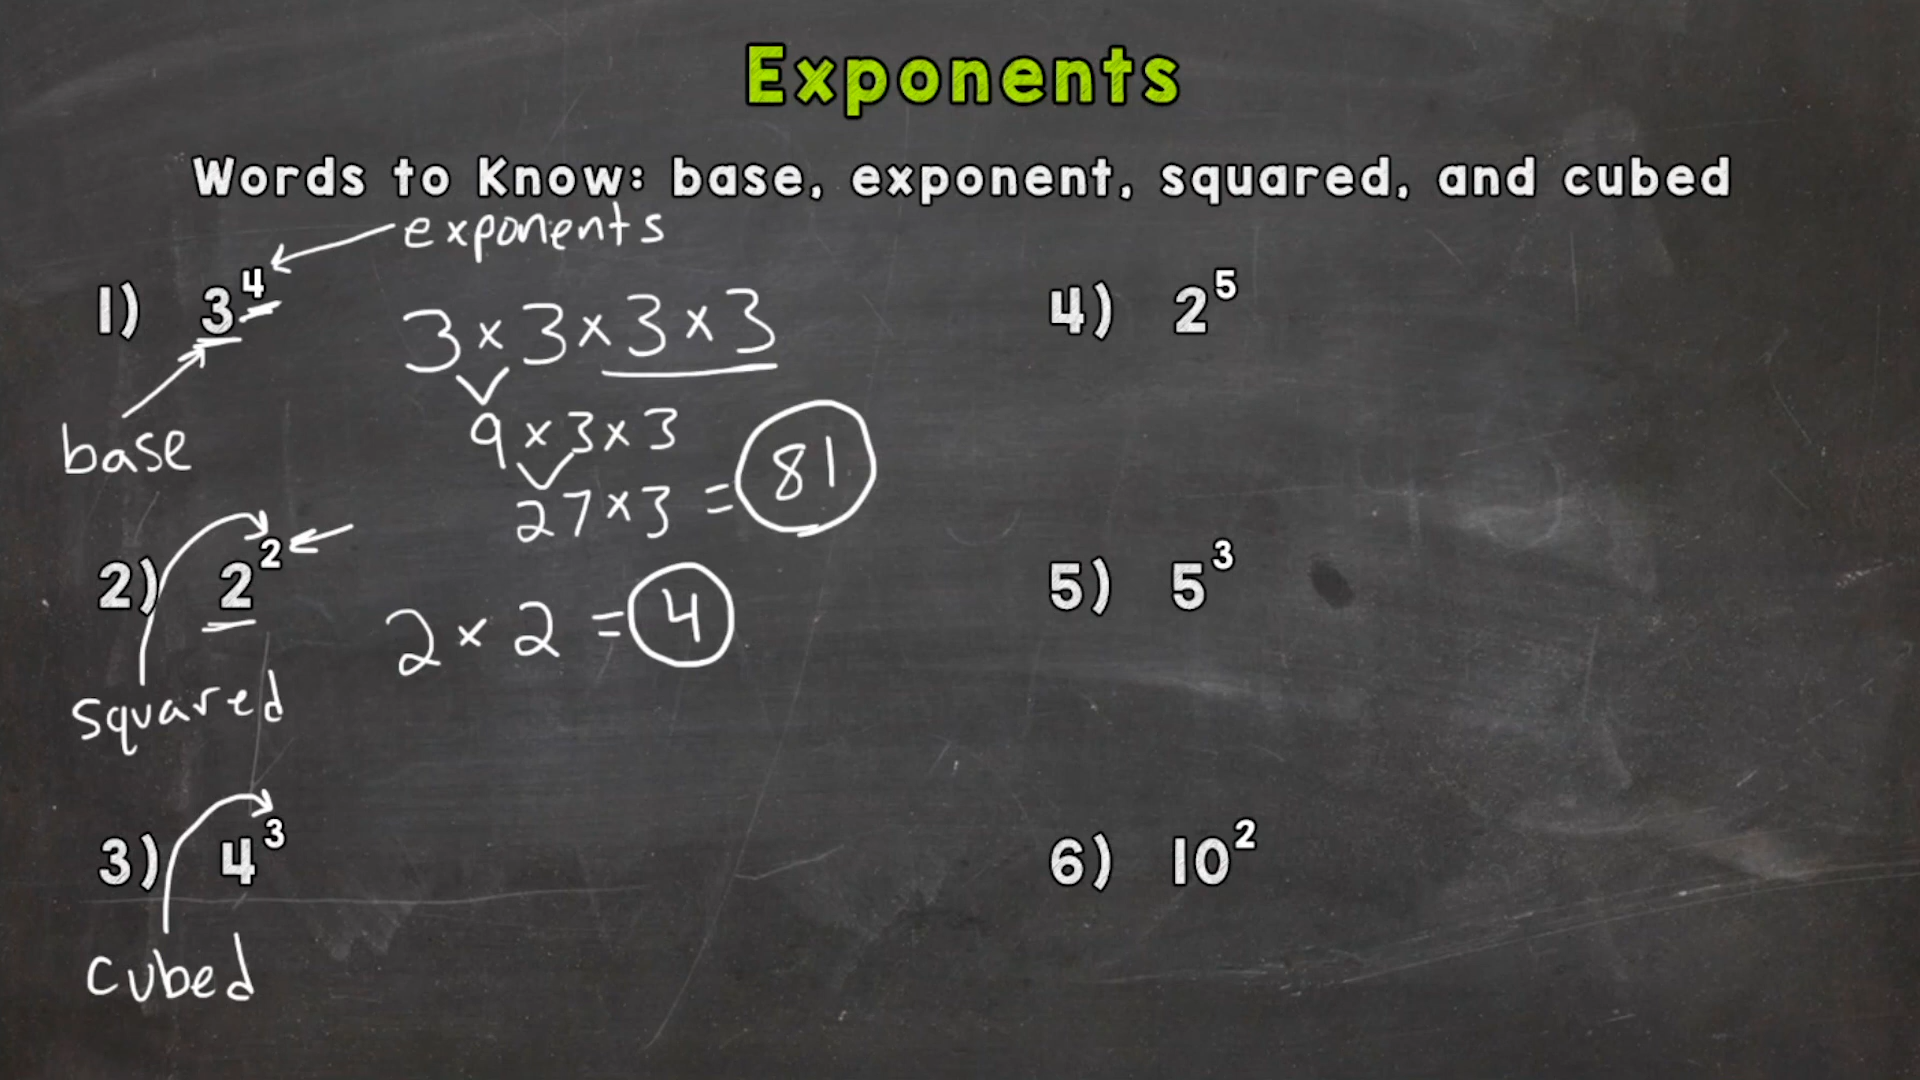 Exponents
Words to Know: base, exponent, squared, and cubed
exponents
1) 3⁴
3 × 3 × 3 × 3
base
9 × 3 × 3
27 × 3 = 81
2) 2²
2 × 2 = 4
squared
3) 4³
cubed
4) 2⁵
5) 5³
6) 10²